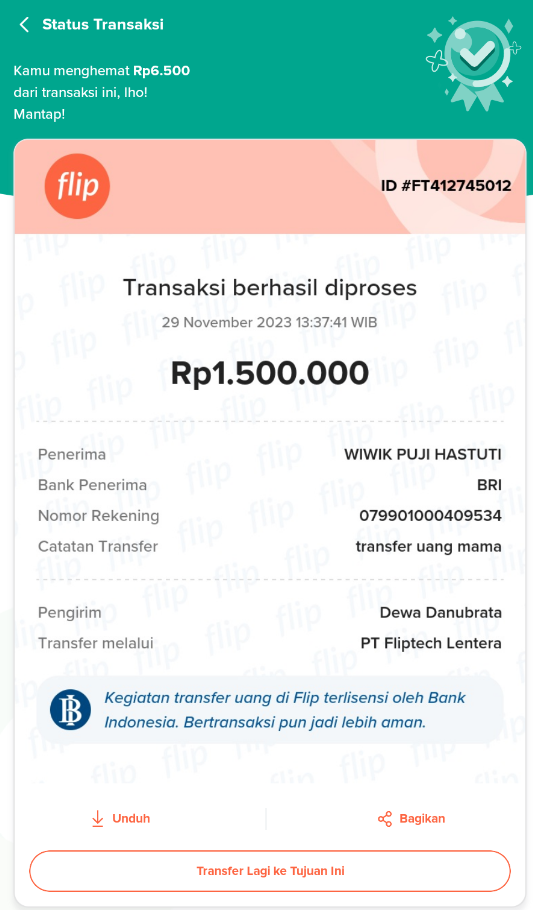 Status Transaksi
Kamu menghemat Rp6.500
dari transaksi ini, lho!
Mantap!
flip
ID #FT412745012
Transaksi berhasil diproses
29 November 2023 13:37:41 WIB
Rp1.500.000
Penerima WIWIK PUJI HASTUTI
Bank Penerima BRI
Nomor Rekening 079901000409534
Catatan Transfer transfer uang mama
Pengirim Dewa Danubrata
Transfer melalui PT Fliptech Lentera
Kegiatan transfer uang di Flip terlisensi oleh Bank
Indonesia. Bertransaksi pun jadi lebih aman.
Unduh
Bagikan
Transfer Lagi ke Tujuan Ini